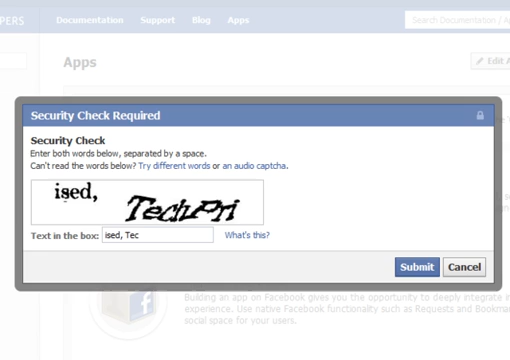 PERS Documentation Support Blog Apps Search Documentation / A
Apps
Edit A
Security Check Required
Security Check
Enter both words below, separated by a space.
Can't read the words below? Try different words or an audio captcha.
ised,
Text in the box: ised, Tec What's this?
Submit Cancel
Building an app on Facebook gives you the opportunity to deeply integrate i
experience. Use native Facebook functionality such as Requests and Bookmar
social space for your users.